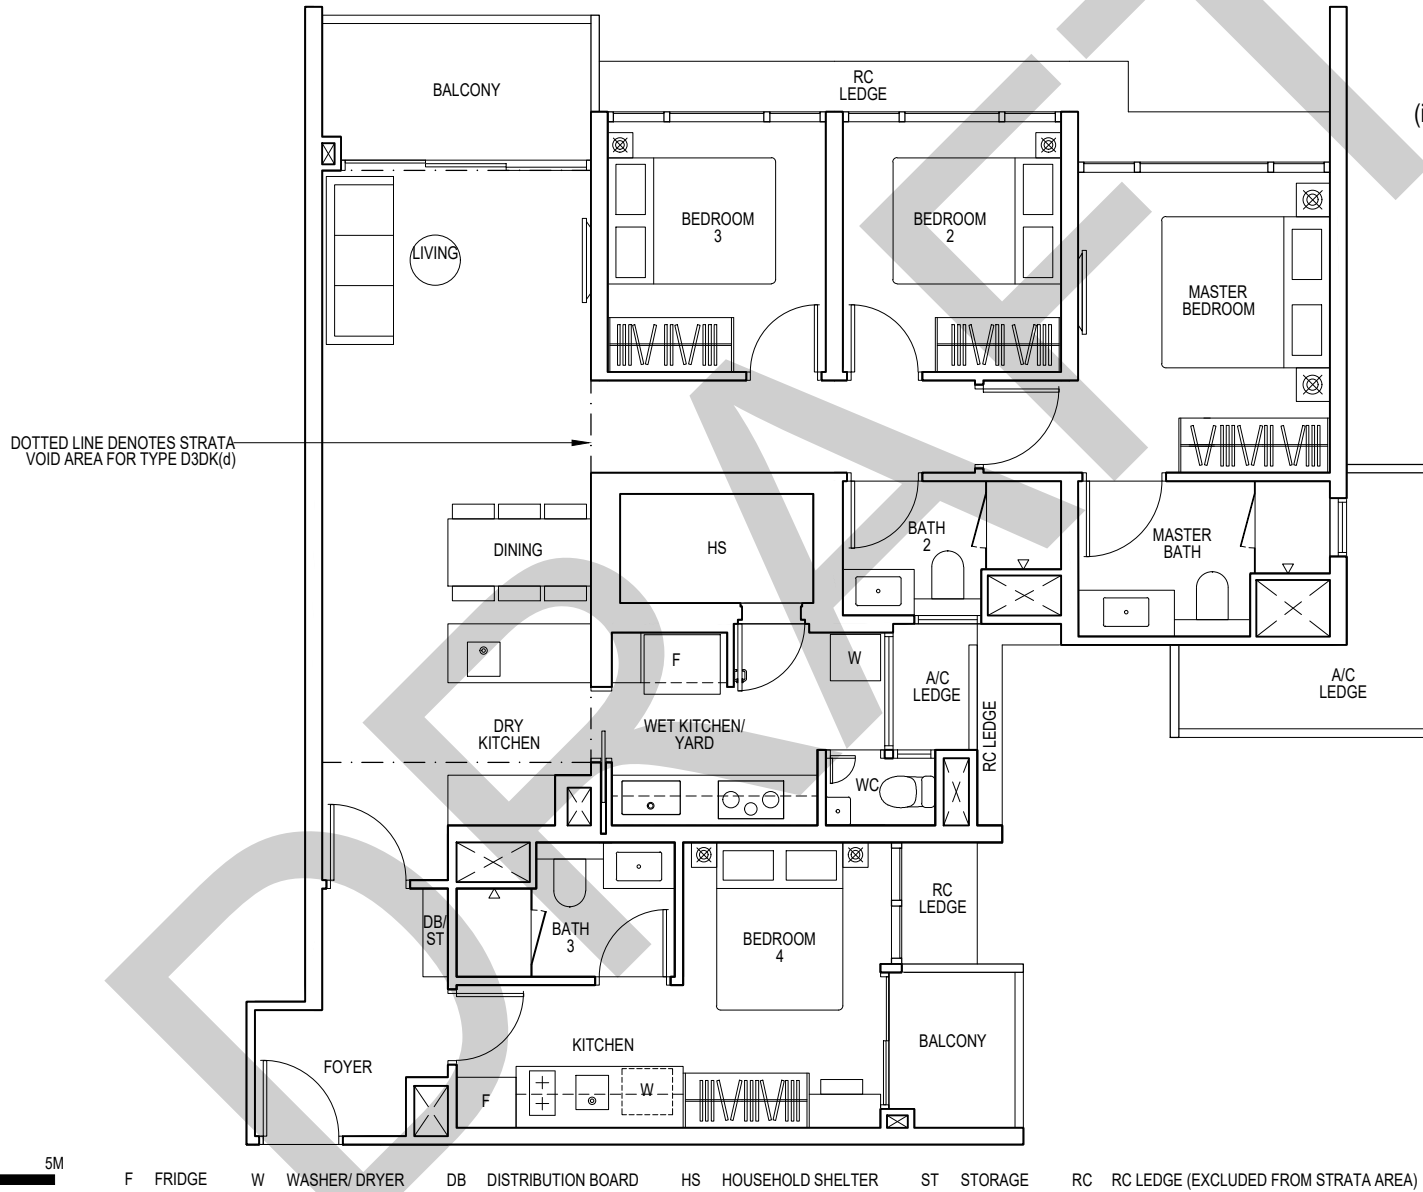 BALCONY
RC
LEDGE
(i
BEDROOM
3
BEDROOM
2
LIVING
MASTER
BEDROOM
DOTTED LINE DENOTES STRATA
VOID AREA FOR TYPE D3DK(d)
DINING
HS
BATH
2
MASTER
BATH
F
W
A/C
LEDGE
A/C
LEDGE
RC LEDGE
DRY
KITCHEN
WET KITCHEN/
YARD
WC
DB/
ST
BATH
3
BEDROOM
4
RC
LEDGE
KITCHEN
BALCONY
FOYER
F
W
5M
F FRIDGE W WASHER/ DRYER DB DISTRIBUTION BOARD HS HOUSEHOLD SHELTER ST STORAGE RC RC LEDGE (EXCLUDED FROM STRATA AREA)
DRAFT